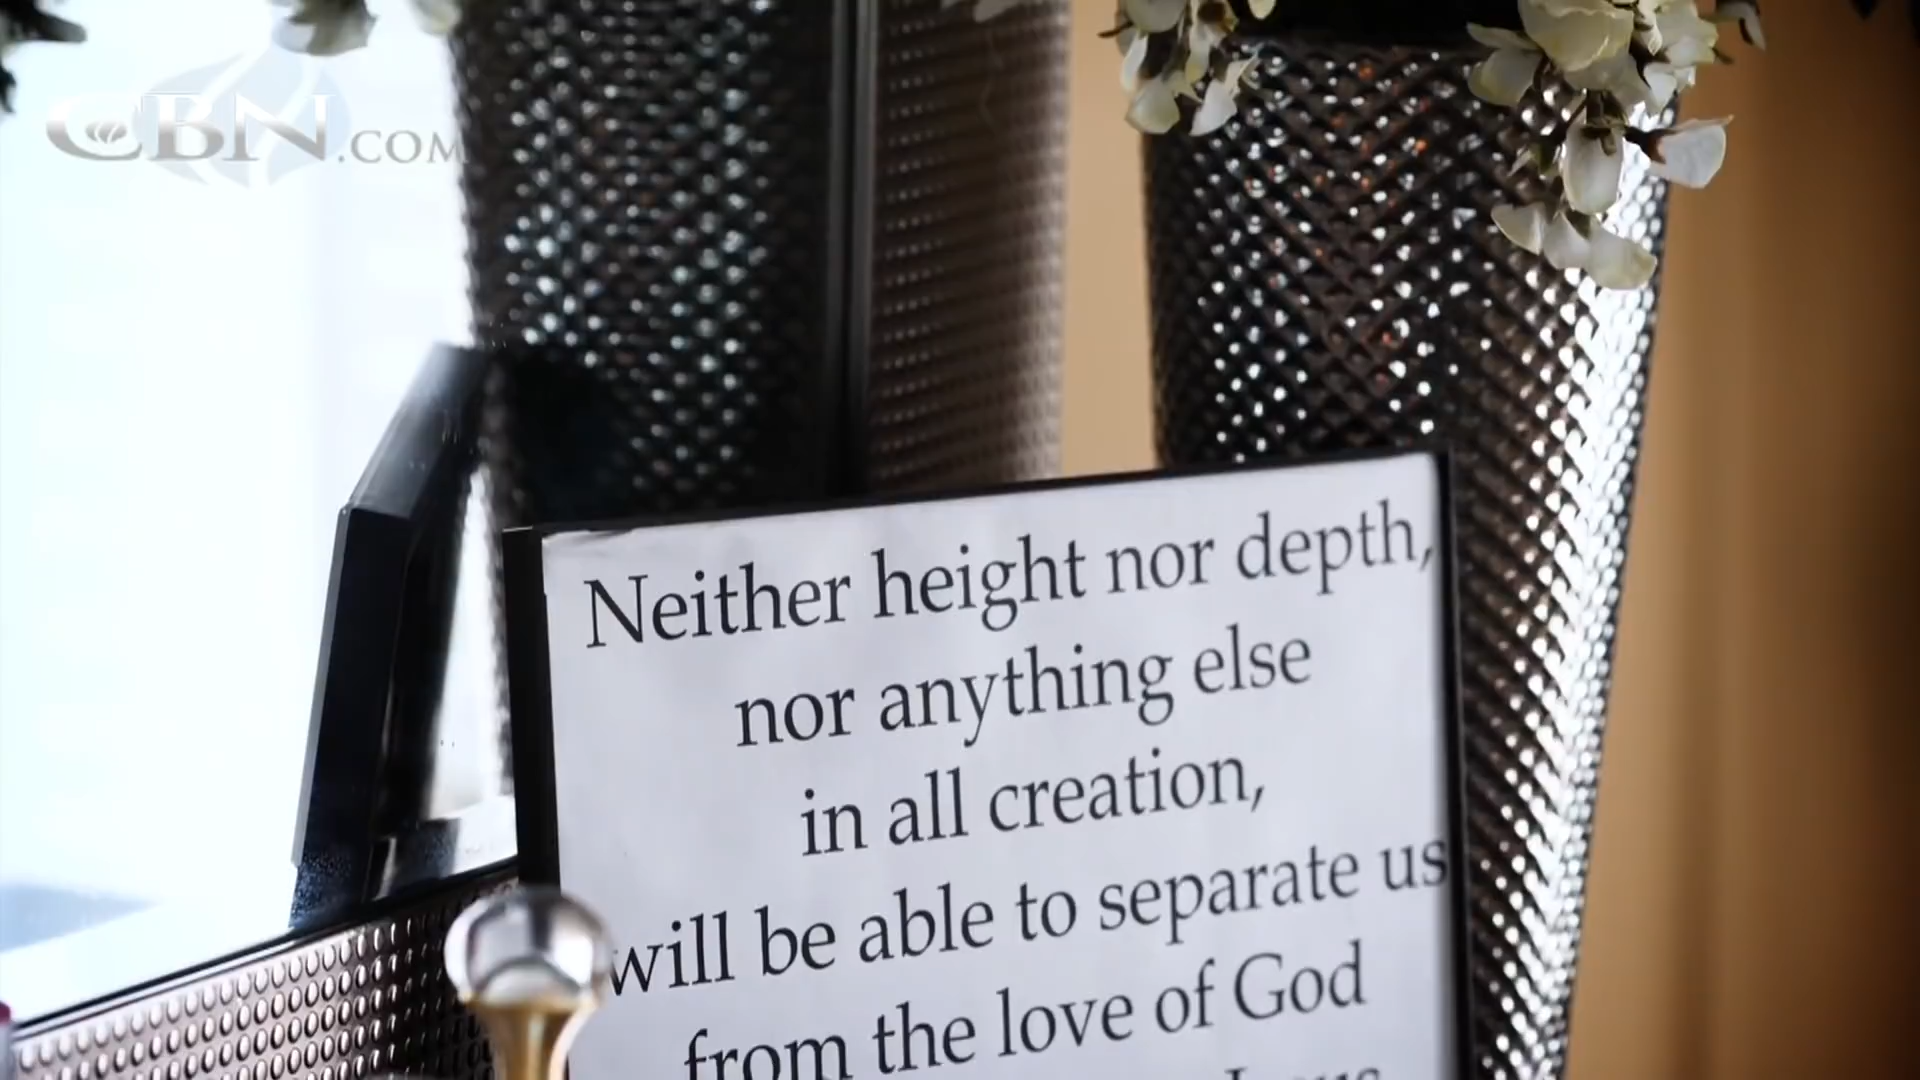 CBN.COM
Neither height nor depth,
nor anything else
in all creation,
will be able to separate us
from the love of God